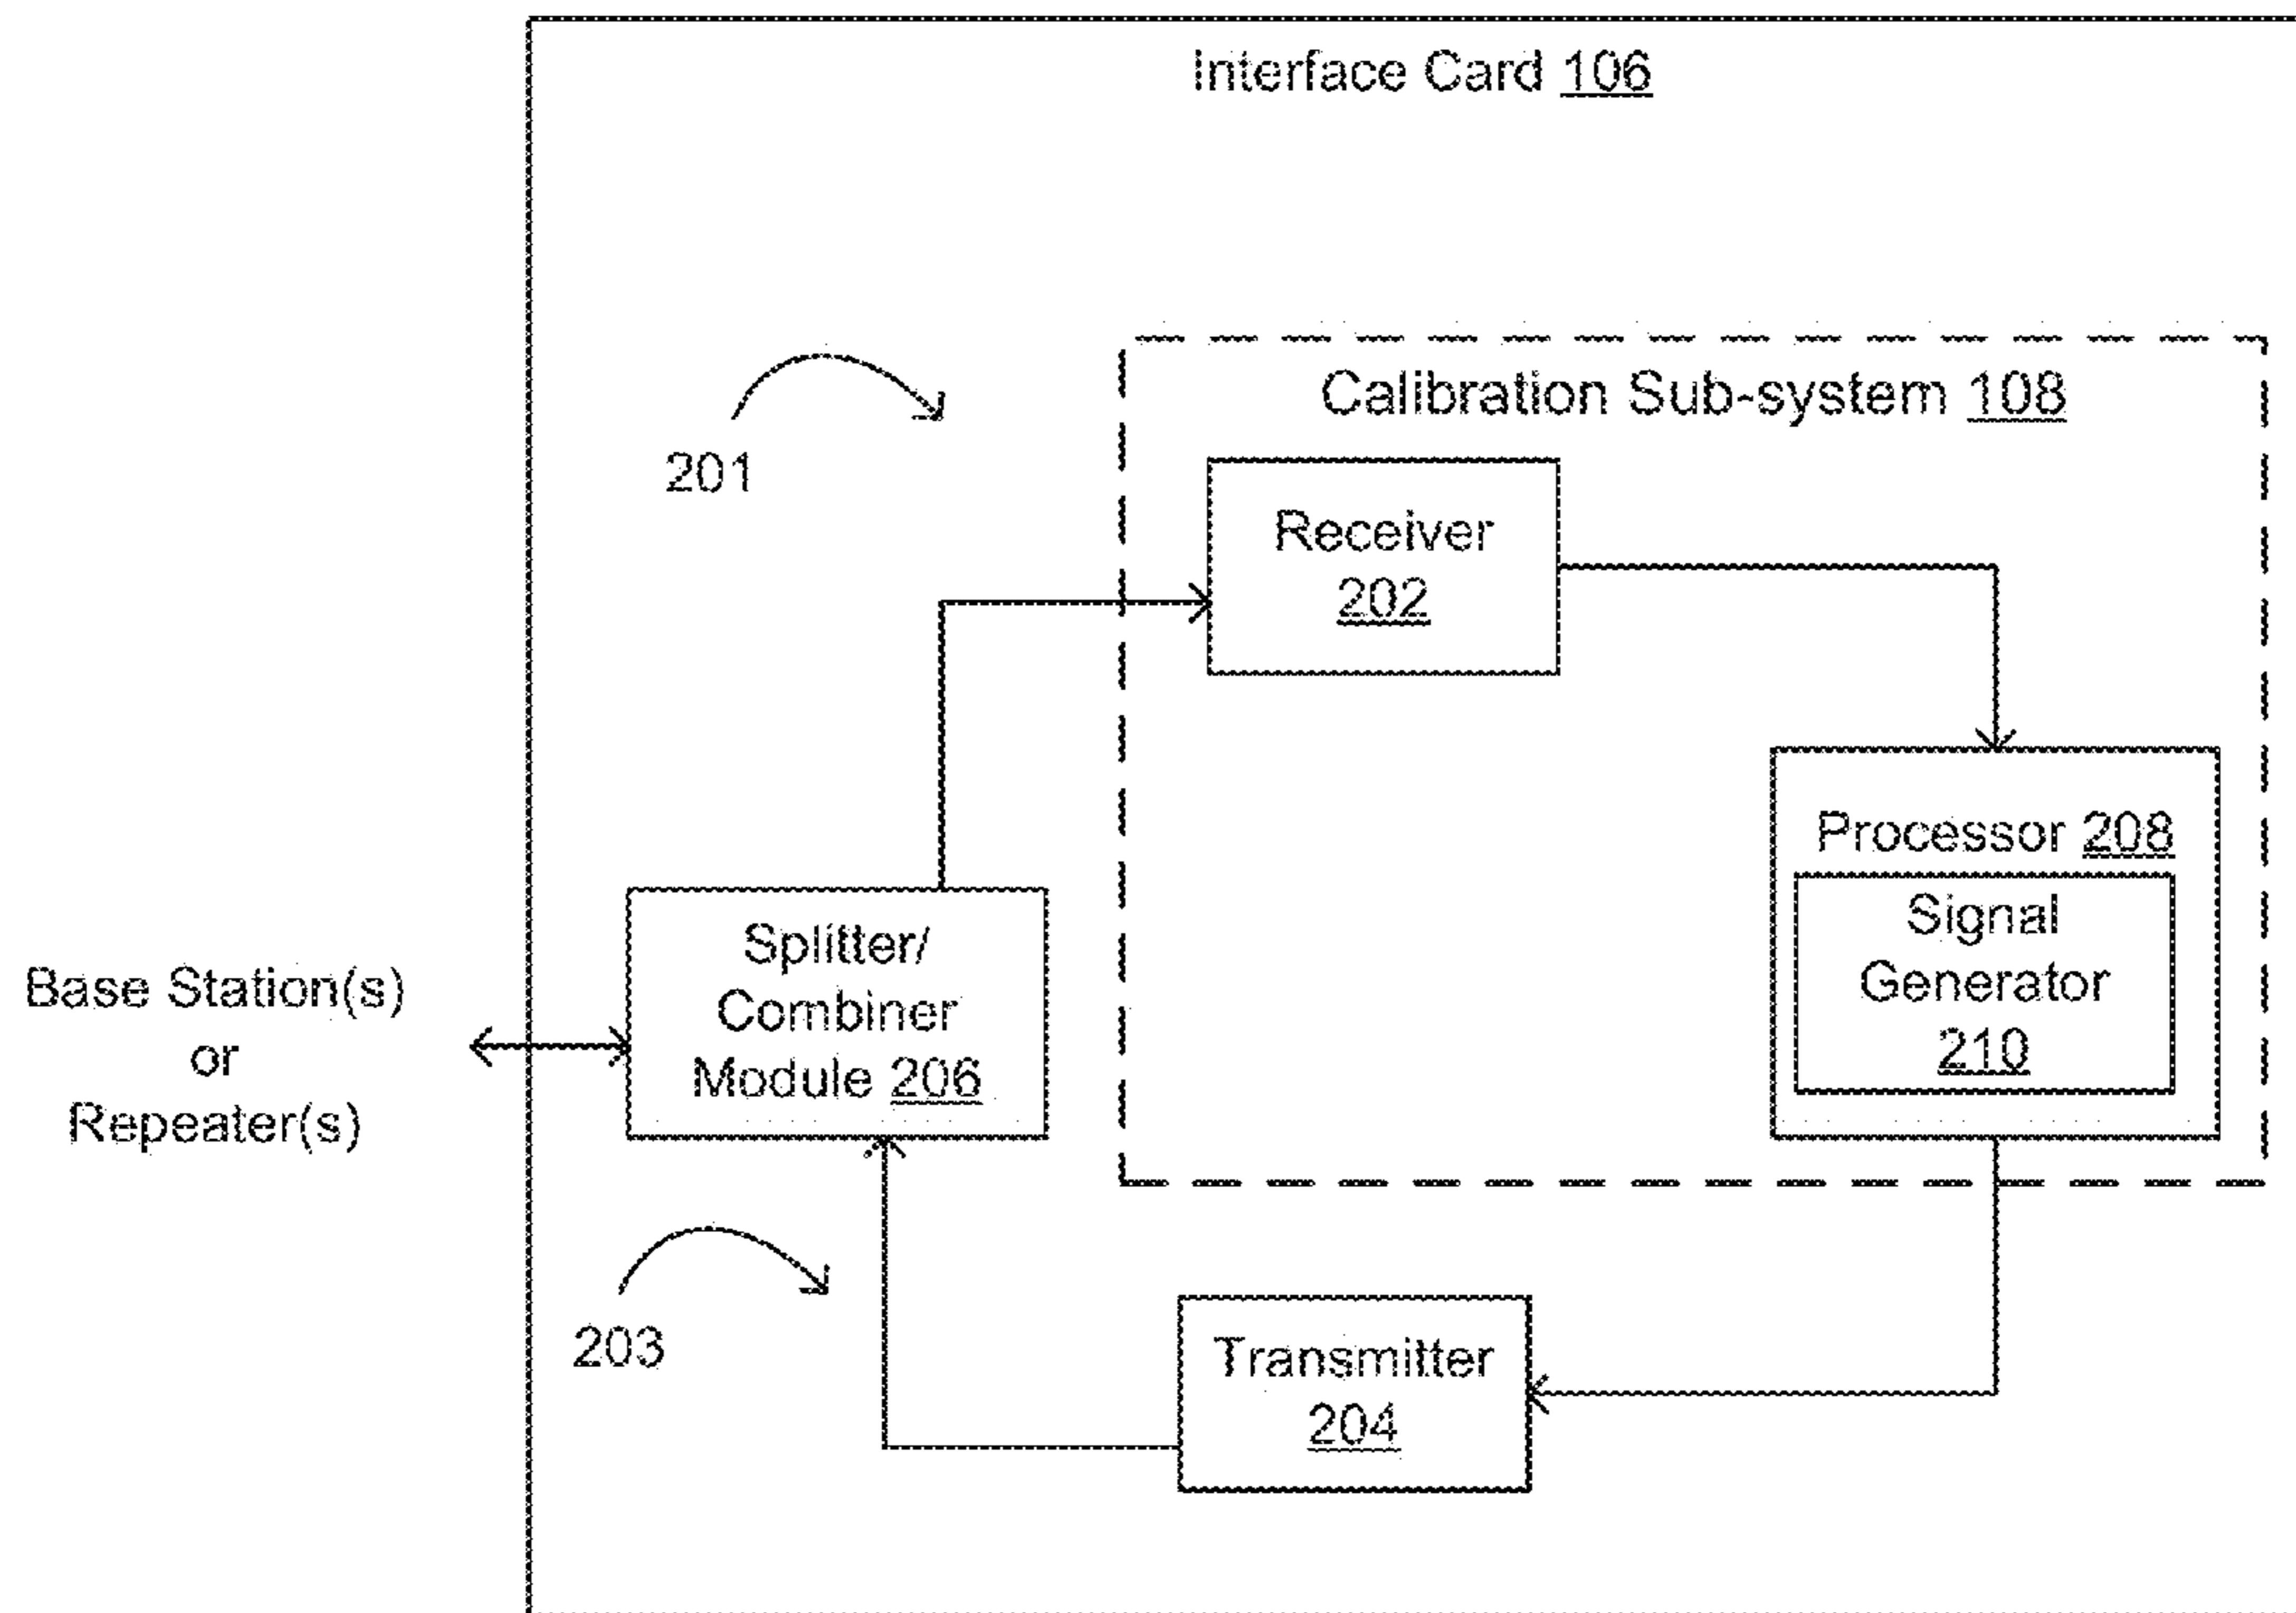 Interface Card 106
Calibration Sub-system 108
201
Receiver
202
Processor 208
Signal
Generator
210
Splitter/
Combiner
Module 206
Base Station(s)
or
Repeater(s)
203
Transmitter
204